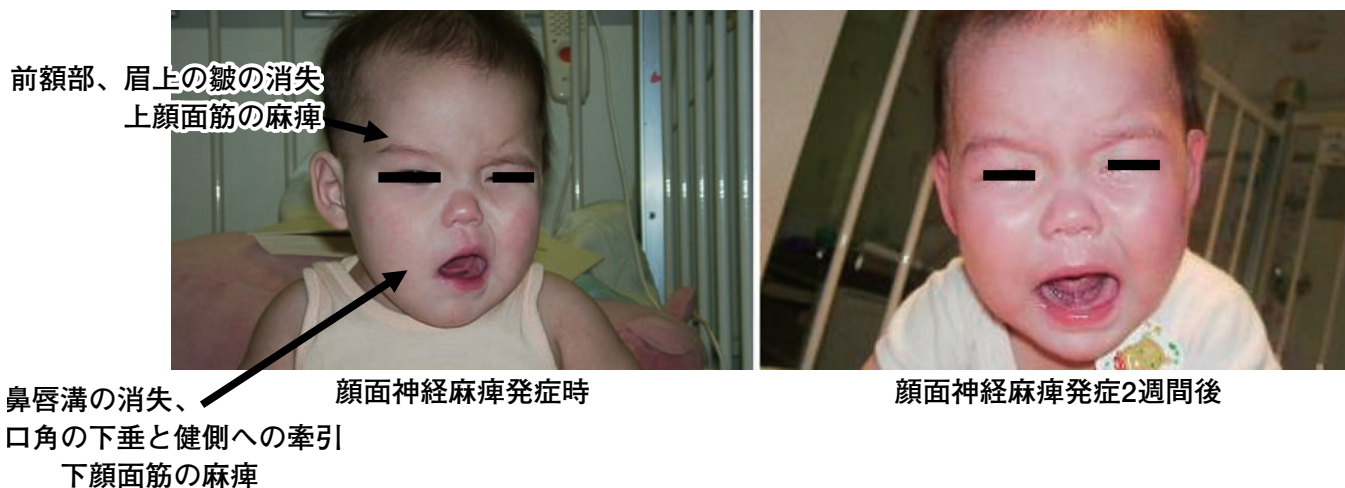 前額部、眉上の皺の消失
上顔面筋の麻痺
鼻唇溝の消失、
口角の下垂と健側への牽引
下顔面筋の麻痺
顔面神経麻痺発症時
顔面神経麻痺発症2週間後